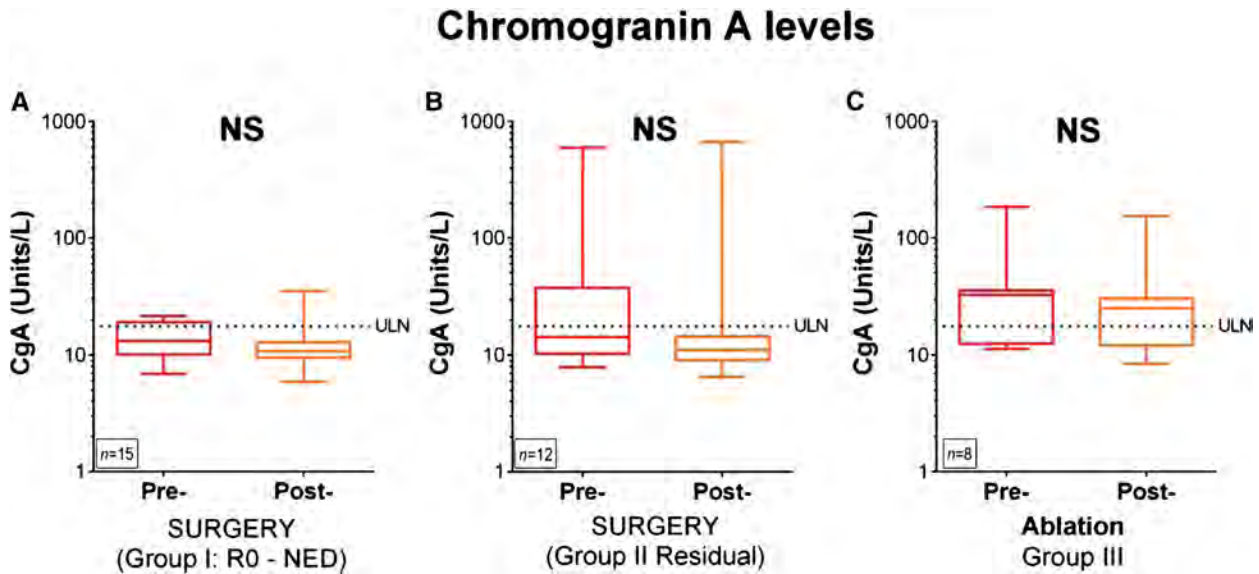 Chromogranin A levels
A
NS
CgA (Units/L)
1000
100
10
1
ULN
n=15
Pre-
Post-
SURGERY
(Group I: R0 - NED)
B
NS
CgA (Units/L)
1000
100
10
1
ULN
n=12
Pre-
Post-
SURGERY
(Group II Residual)
C
NS
CgA (Units/L)
1000
100
10
1
ULN
n=8
Pre-
Post-
Ablation
Group III